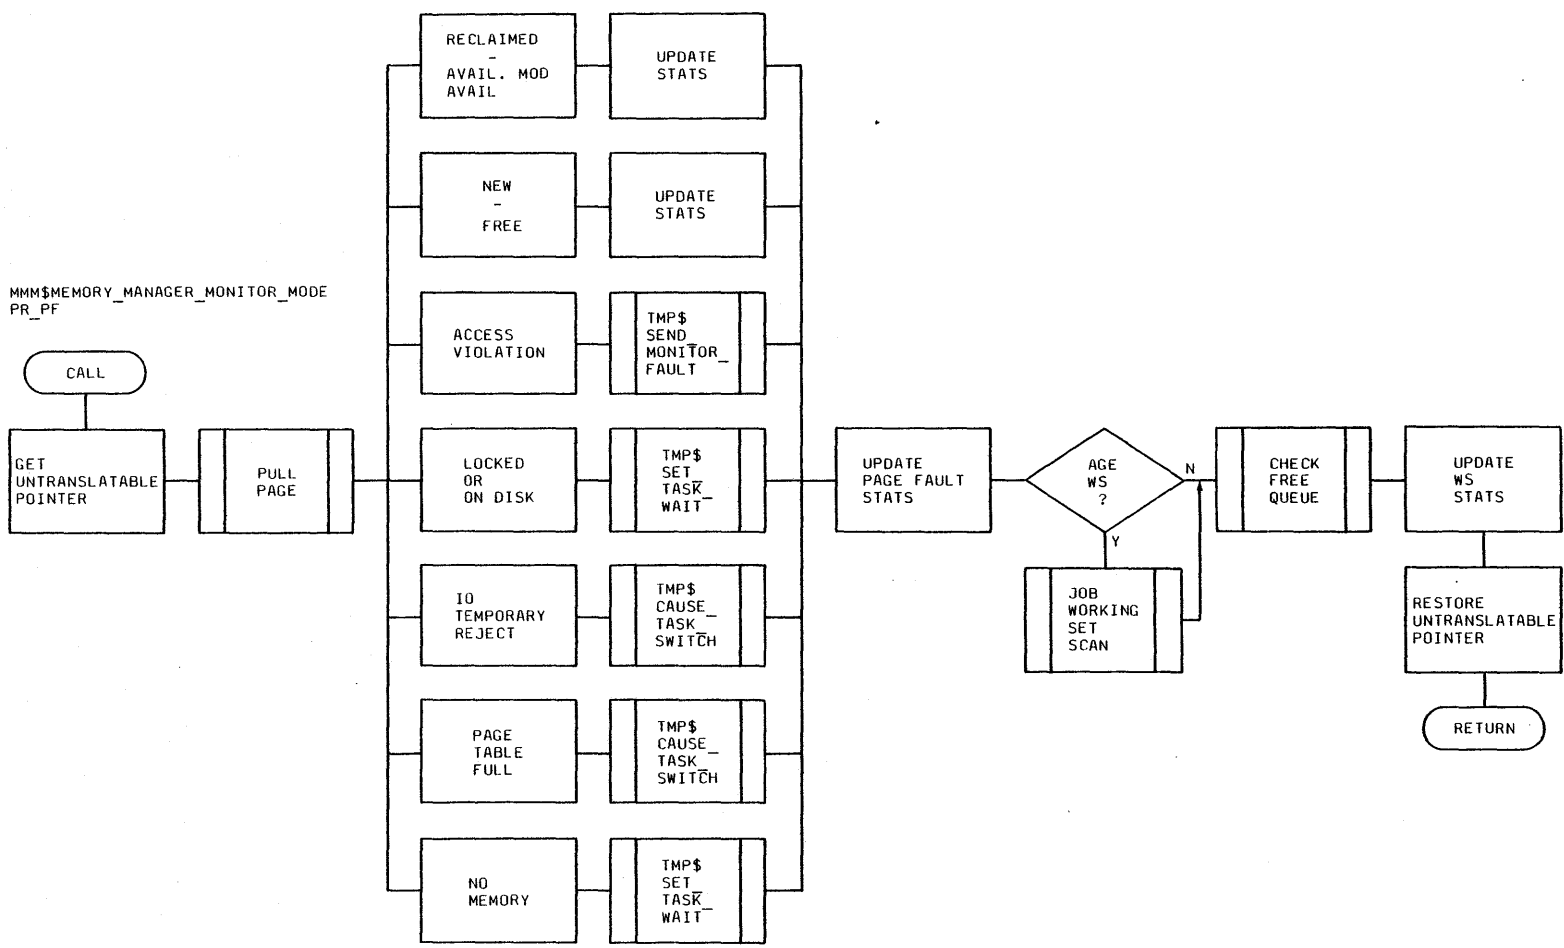 MMM$MEMORY_MANAGER_MONITOR_MODE
PR_PF
CALL
GET
UNTRANSLATABLE
POINTER
PULL
PAGE
RECLAIMED
-
AVAIL. MOD
AVAIL
UPDATE
STATS
NEW
-
FREE
UPDATE
STATS
ACCESS
VIOLATION
TMP$
SEND_
MONITOR_
FAULT
LOCKED
OR
ON DISK
TMP$
SET_
TASK_
WAIT
IO
TEMPORARY
REJECT
TMP$
CAUSE_
TASK_
SWITCH
PAGE
TABLE
FULL
TMP$
CAUSE_
TASK_
SWITCH
NO
MEMORY
TMP$
SET_
TASK_
WAIT
UPDATE
PAGE FAULT
STATS
AGE
WS
?
N
Y
JOB
WORKING
SET
SCAN
CHECK
FREE
QUEUE
UPDATE
WS
STATS
RESTORE
UNTRANSLATABLE
POINTER
RETURN